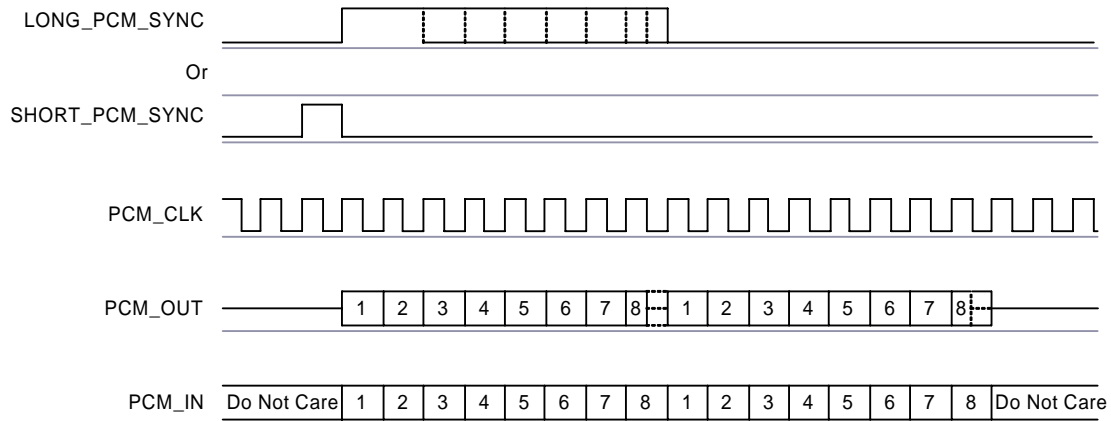 LONG_PCM_SYNC
Or
SHORT_PCM_SYNC
PCM_CLK
PCM_OUT 1 2 3 4 5 6 7 8 1 2 3 4 5 6 7 8
PCM_IN Do Not Care 1 2 3 4 5 6 7 8 1 2 3 4 5 6 7 8 Do Not Care